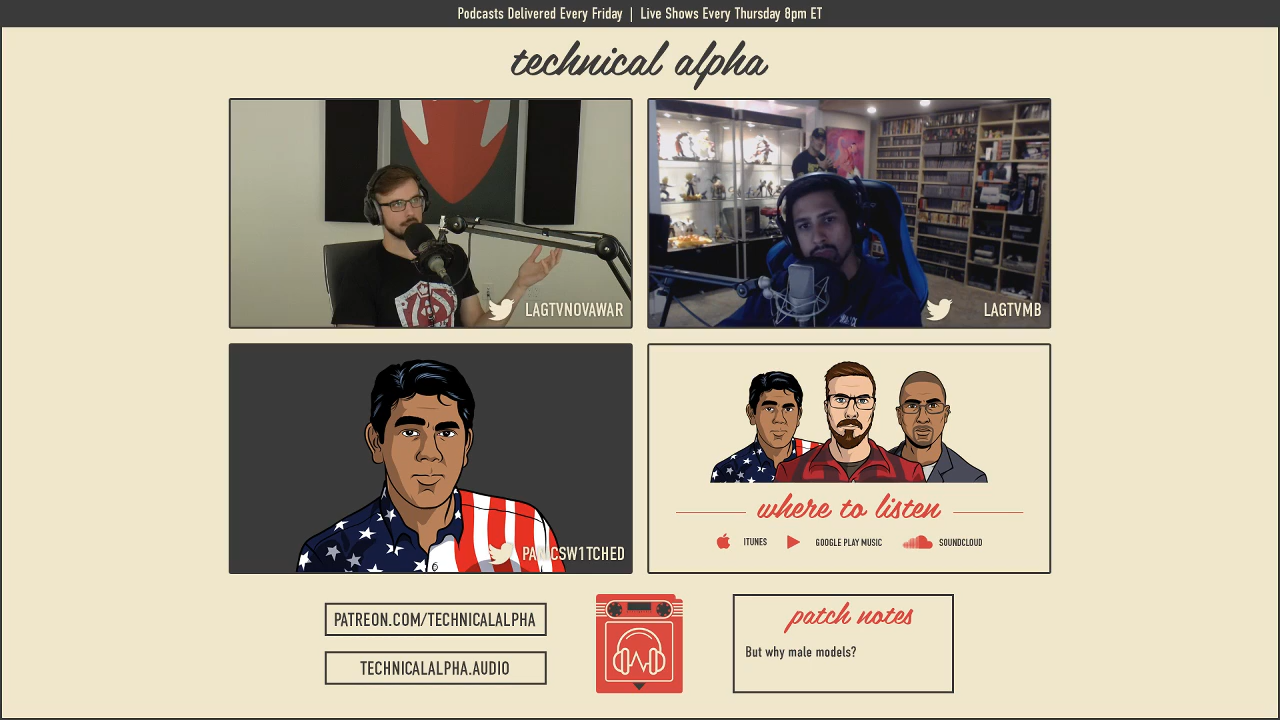 Podcasts Delivered Every Friday | Live Shows Every Thursday 8pm ET
technical alpha
LAGTVNOVAWAR
LAGTVMB
PANICSW1TCHED
where to listen
ITUNES
GOOGLE PLAY MUSIC
SOUNDCLOUD
PATREON.COM/TECHNICALALPHA
TECHNICALALPHA.AUDIO
patch notes
But why male models?